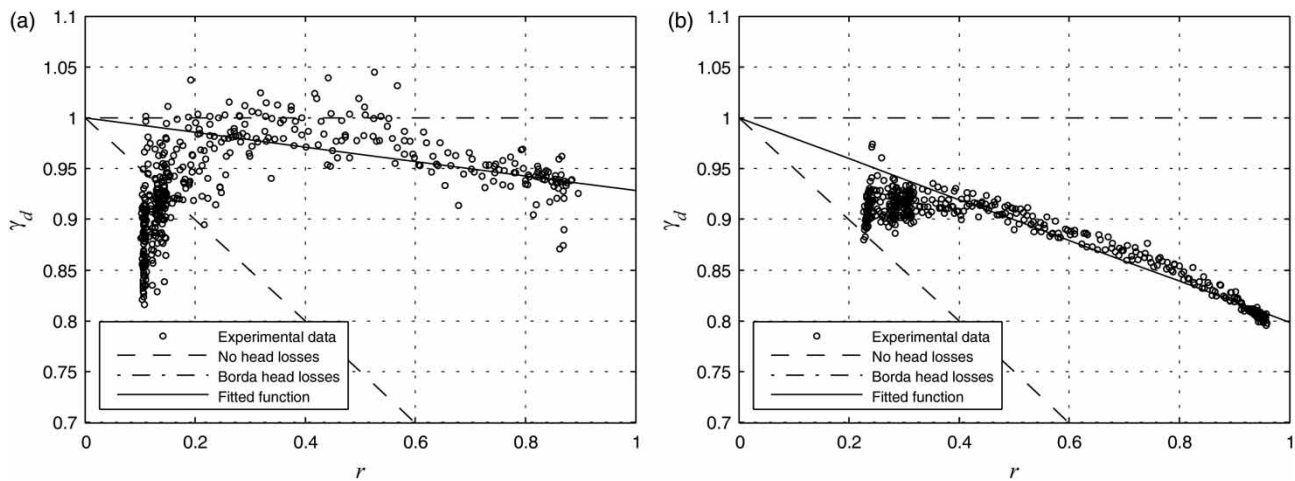 (a)
1.1
1.05
1
0.95
0.9
0.85
0.8
0.75
0.7
γd
Experimental data
No head losses
Borda head losses
Fitted function
0 0.2 0.4 0.6 0.8 1
r
(b)
1.1
1.05
1
0.95
0.9
0.85
0.8
0.75
0.7
γd
Experimental data
No head losses
Borda head losses
Fitted function
0 0.2 0.4 0.6 0.8 1
r